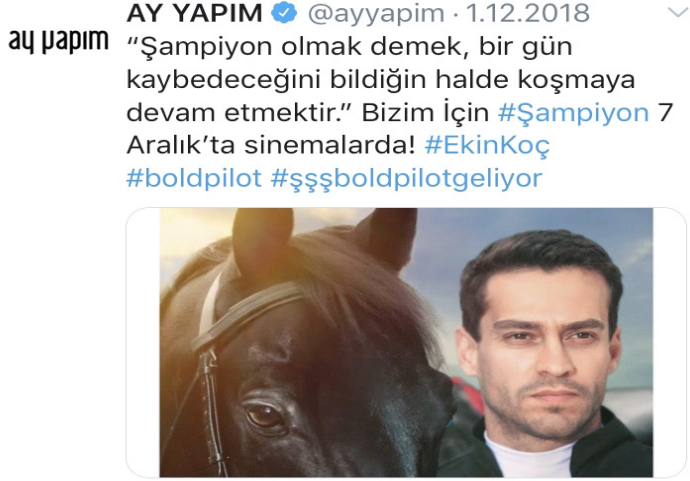 AY YAPIM @ayyapim · 1.12.2018
ay yapım
“Şampiyon olmak demek, bir gün
kaybedeceğini bildiğin halde koşmaya
devam etmektir.” Bizim İçin #Şampiyon 7
Aralık’ta sinemalarda! #EkinKoç
#boldpilot #şşşboldpilotgeliyor